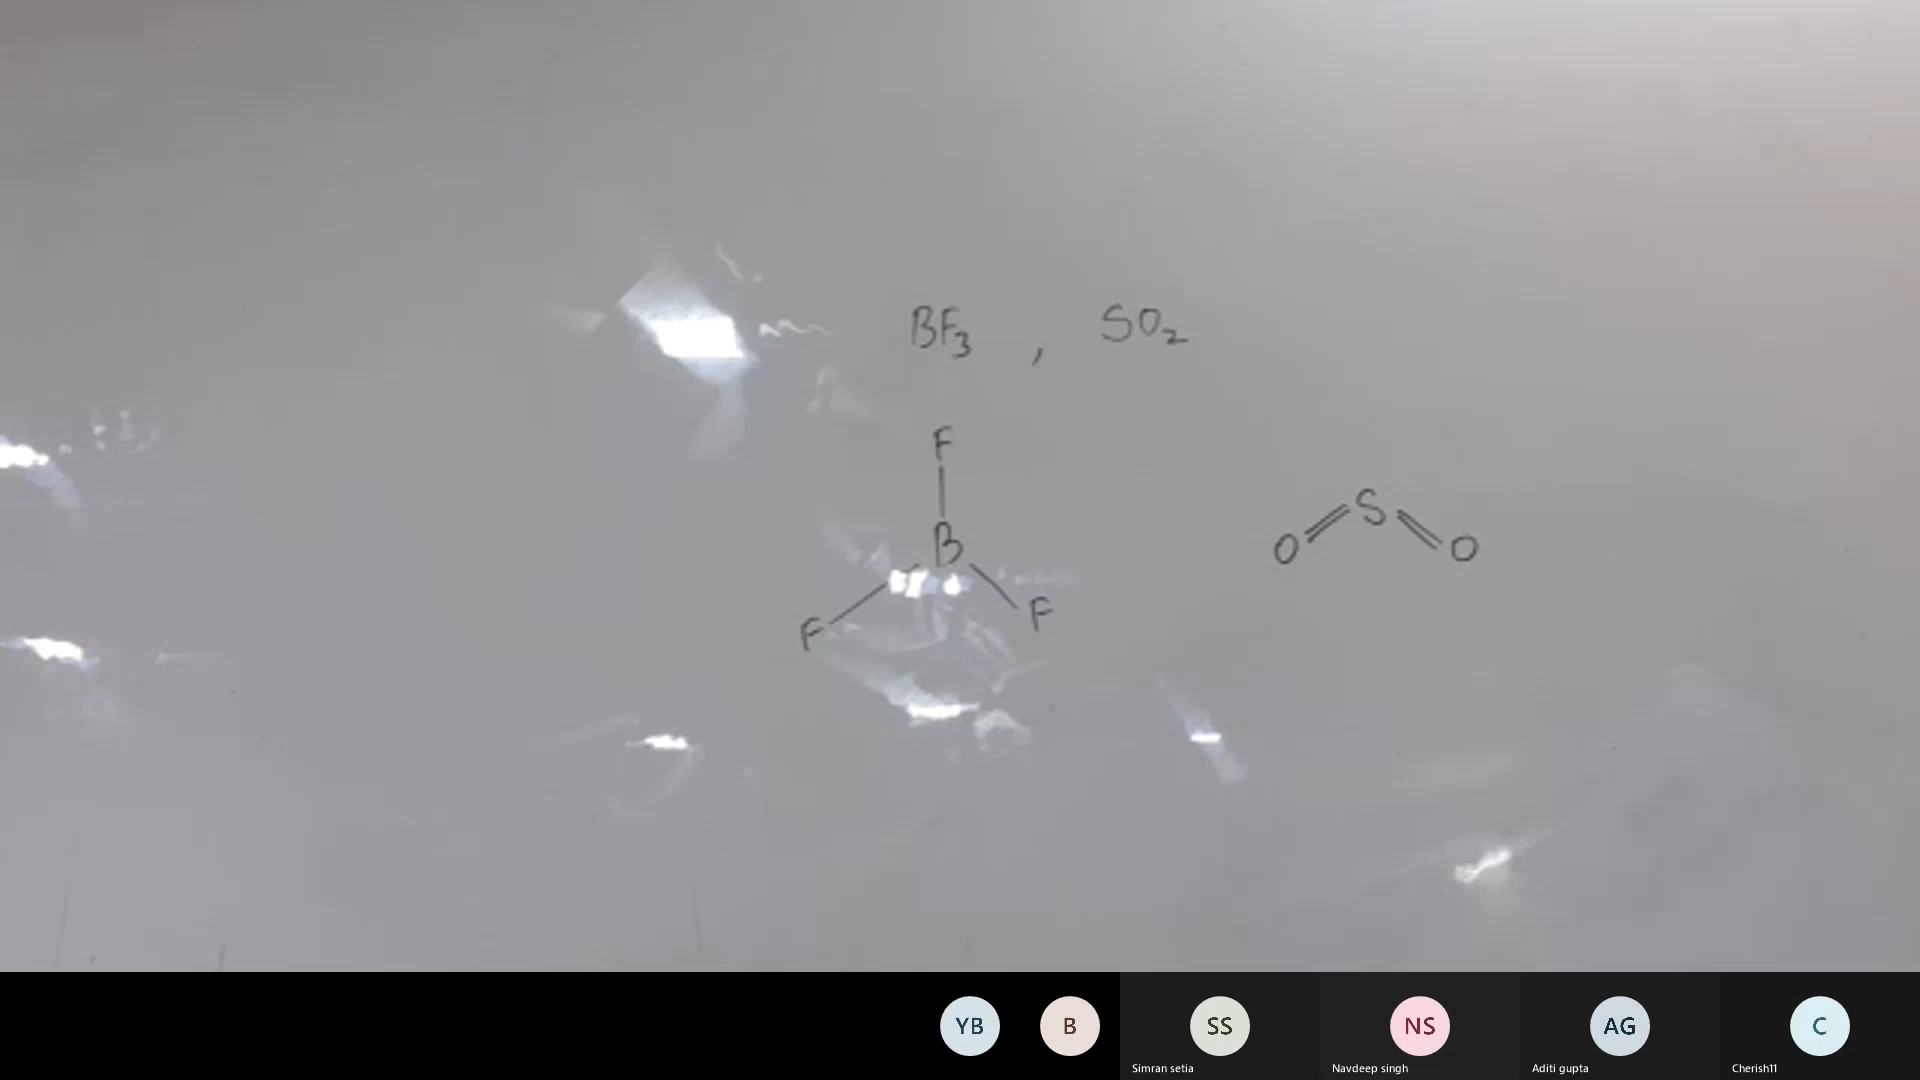 BF3 , SO2
F
B
S
O O
F F
YB B SS NS AG C
Simran setia Navdeep singh Aditi gupta Cherish11